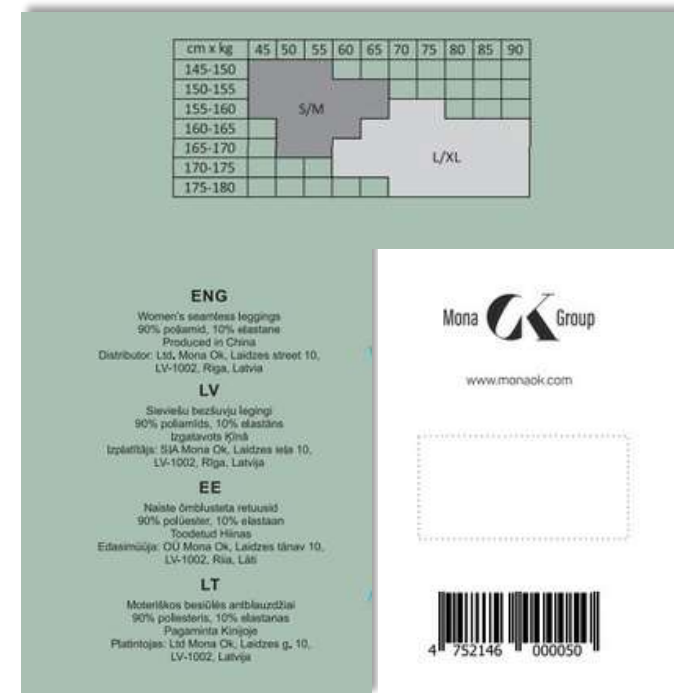 cm x kg 45 50 55 60 65 70 75 80 85 90
145-150
150-155
155-160
S/M
160-165
165-170
L/XL
170-175
175-180
ENG
Women's seamless leggings
90% poliamid, 10% elastane
Produced in China
Distributor: Ltd. Mona Ok, Laidzes street 10,
LV-1002, Riga, Latvia
LV
Sieviešu bezšuvju legingi
90% poliamīds, 10% elastāns
Izgatavots Ķīnā
Izplatītājs: SIA Mona Ok, Laidzes iela 10,
LV-1002, Rīga, Latvija
EE
Naiste õmblusteta retuusid
90% polüester, 10% elastaan
Toodetud Hiinas
Edasimüüja: OÜ Mona Ok, Laidzes tänav 10,
LV-1002, Riia, Läti
LT
Moteriškos besiūlės antblauzdžiai
90% poliesteris, 10% elastanas
Pagaminta Kinijoje
Platintojas: Ltd Mona Ok, Laidzes g. 10,
LV-1002, Latvija
Mona OK Group
www.monaok.com
4 752146 000050